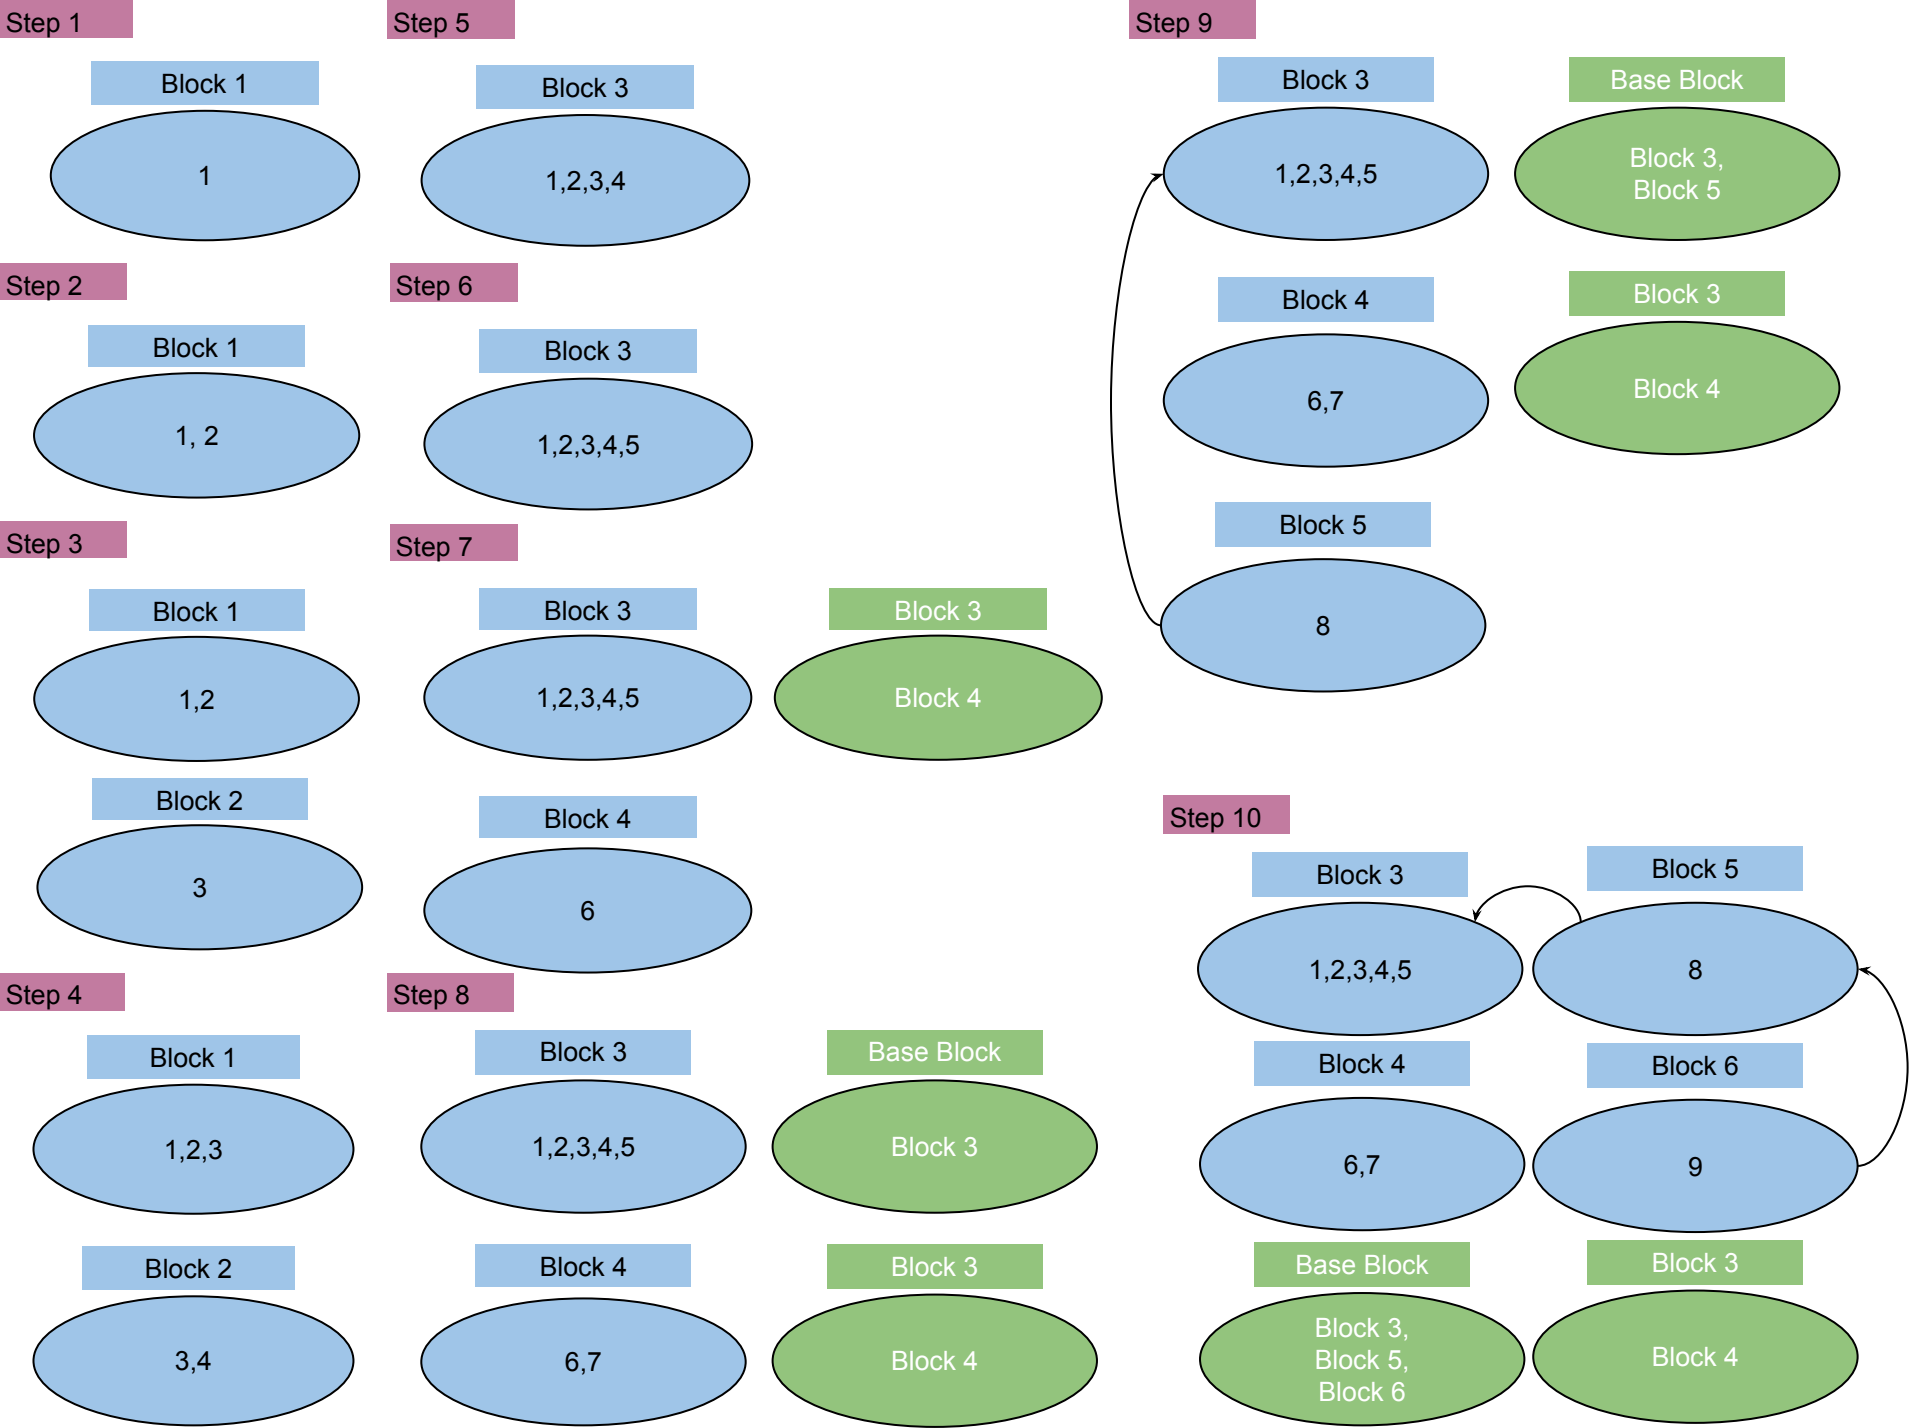 Step 1
Block 1
1
Step 2
Block 1
1, 2
Step 3
Block 1
1,2
Block 2
3
Step 4
Block 1
1,2,3
Block 2
3,4
Step 5
Block 3
1,2,3,4
Step 6
Block 3
1,2,3,4,5
Step 7
Block 3
1,2,3,4,5
Block 3
Block 4
Block 4
6
Step 8
Block 3
1,2,3,4,5
Base Block
Block 3
Block 4
6,7
Block 3
Block 4
Step 9
Block 3
1,2,3,4,5
Base Block
Block 3,
Block 5
Block 4
6,7
Block 3
Block 4
Block 5
8
Step 10
Block 3
1,2,3,4,5
Block 5
8
Block 4
6,7
Block 6
9
Base Block
Block 3,
Block 5,
Block 6
Block 3
Block 4